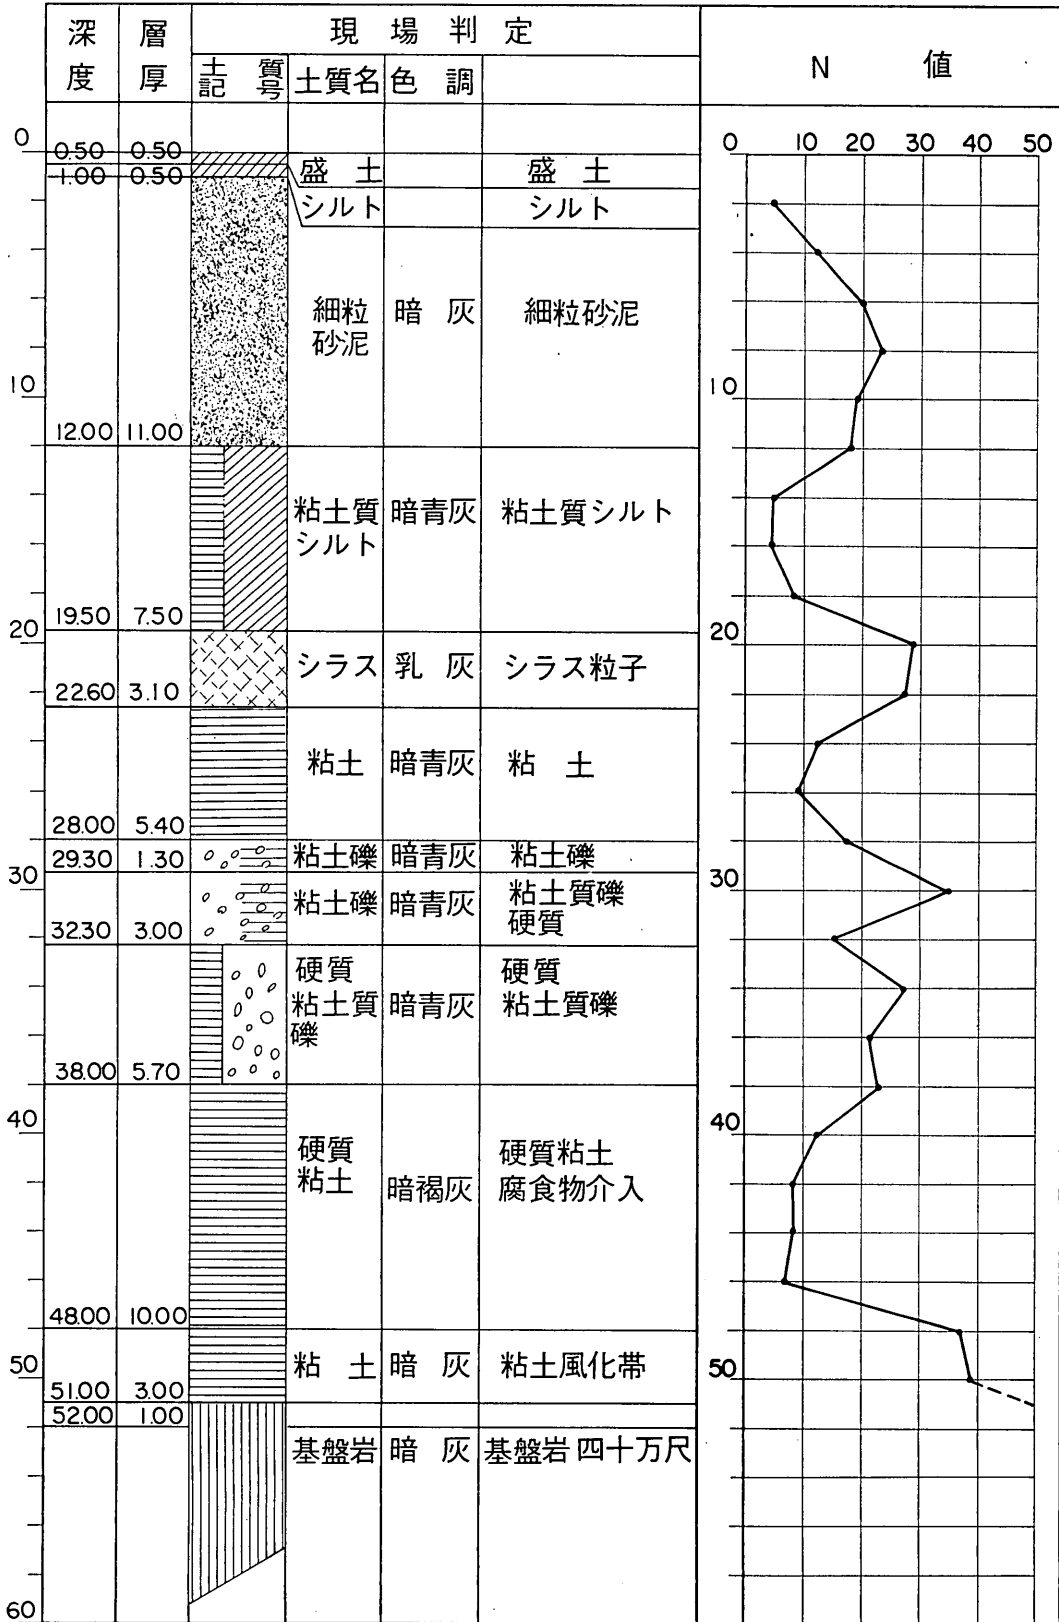 深度 層厚 現場判定 N 値
土質記号 土質名 色調
0 0 10 20 30 40 50
0.50 0.50 盛土 盛土
1.00 0.50 シルト シルト
細粒 暗灰 細粒砂泥
砂泥
10 10
12.00 11.00
粘土質 暗青灰 粘土質シルト
シルト
19.50 7.50
20 20
シラス 乳灰 シラス粒子
22.60 3.10
粘土 暗青灰 粘土
28.00 5.40
29.30 1.30 粘土礫 暗青灰 粘土礫
30 30
粘土礫 暗青灰 粘土質礫
硬質
32.30 3.00
硬質 硬質
粘土質 暗青灰 粘土質礫
礫
38.00 5.70
40 40
硬質 硬質粘土
粘土 暗褐灰 腐食物介入
48.00 10.00
50 粘土 暗灰 粘土風化帯 50
51.00 3.00
52.00 1.00
基盤岩 暗灰 基盤岩四十万尺
60